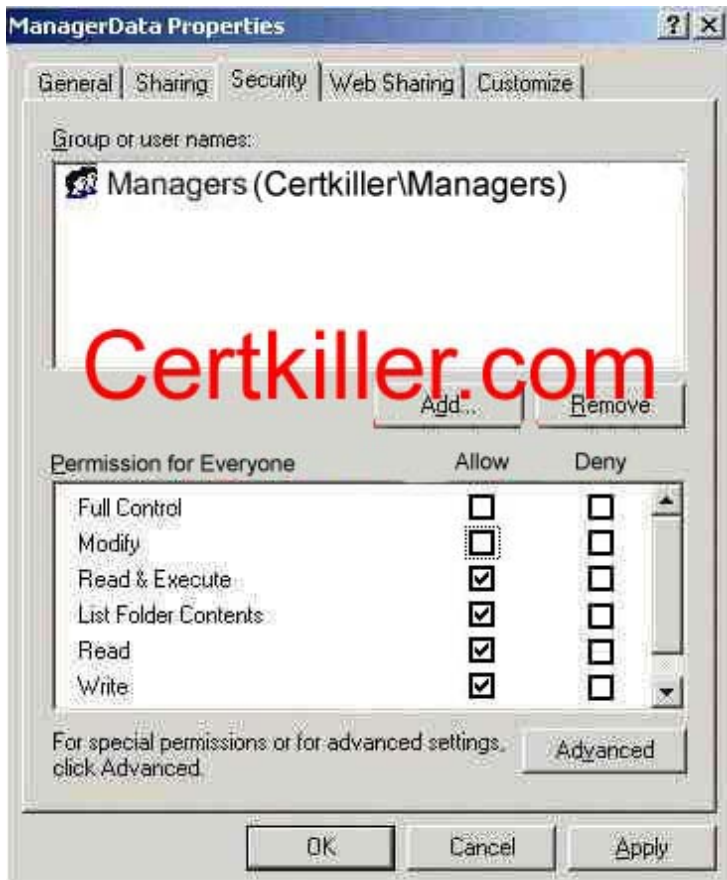 ManagerData Properties
General Sharing Security Web Sharing Customize
Group or user names:
Managers (Certkiller\Managers)
Certkiller.com
Add... Remove
Permission for Everyone Allow Deny
Full Control
Modify
Read & Execute
List Folder Contents
Read
Write
For special permissions or for advanced settings,
click Advanced.
Advanced
OK Cancel Apply